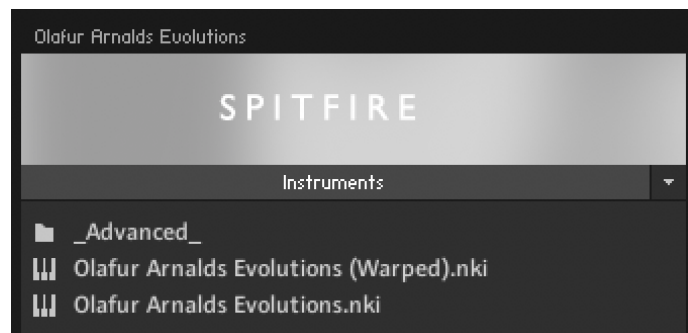 Olafur Arnalds Evolutions
SPITFIRE
Instruments
_Advanced_
Olafur Arnalds Evolutions (Warped).nki
Olafur Arnalds Evolutions.nki